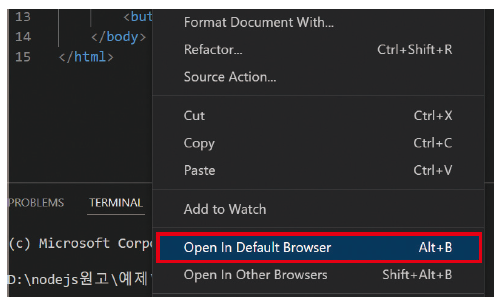 13 <but
14 </body>
15 </html>
Format Document With...
Refactor... Ctrl+Shift+R
Source Action...
Cut Ctrl+X
Copy Ctrl+C
Paste Ctrl+V
Add to Watch
Open In Default Browser Alt+B
Open In Other Browsers Shift+Alt+B
PROBLEMS TERMINAL
(c) Microsoft Corpo
D:\nodejs원고\예제